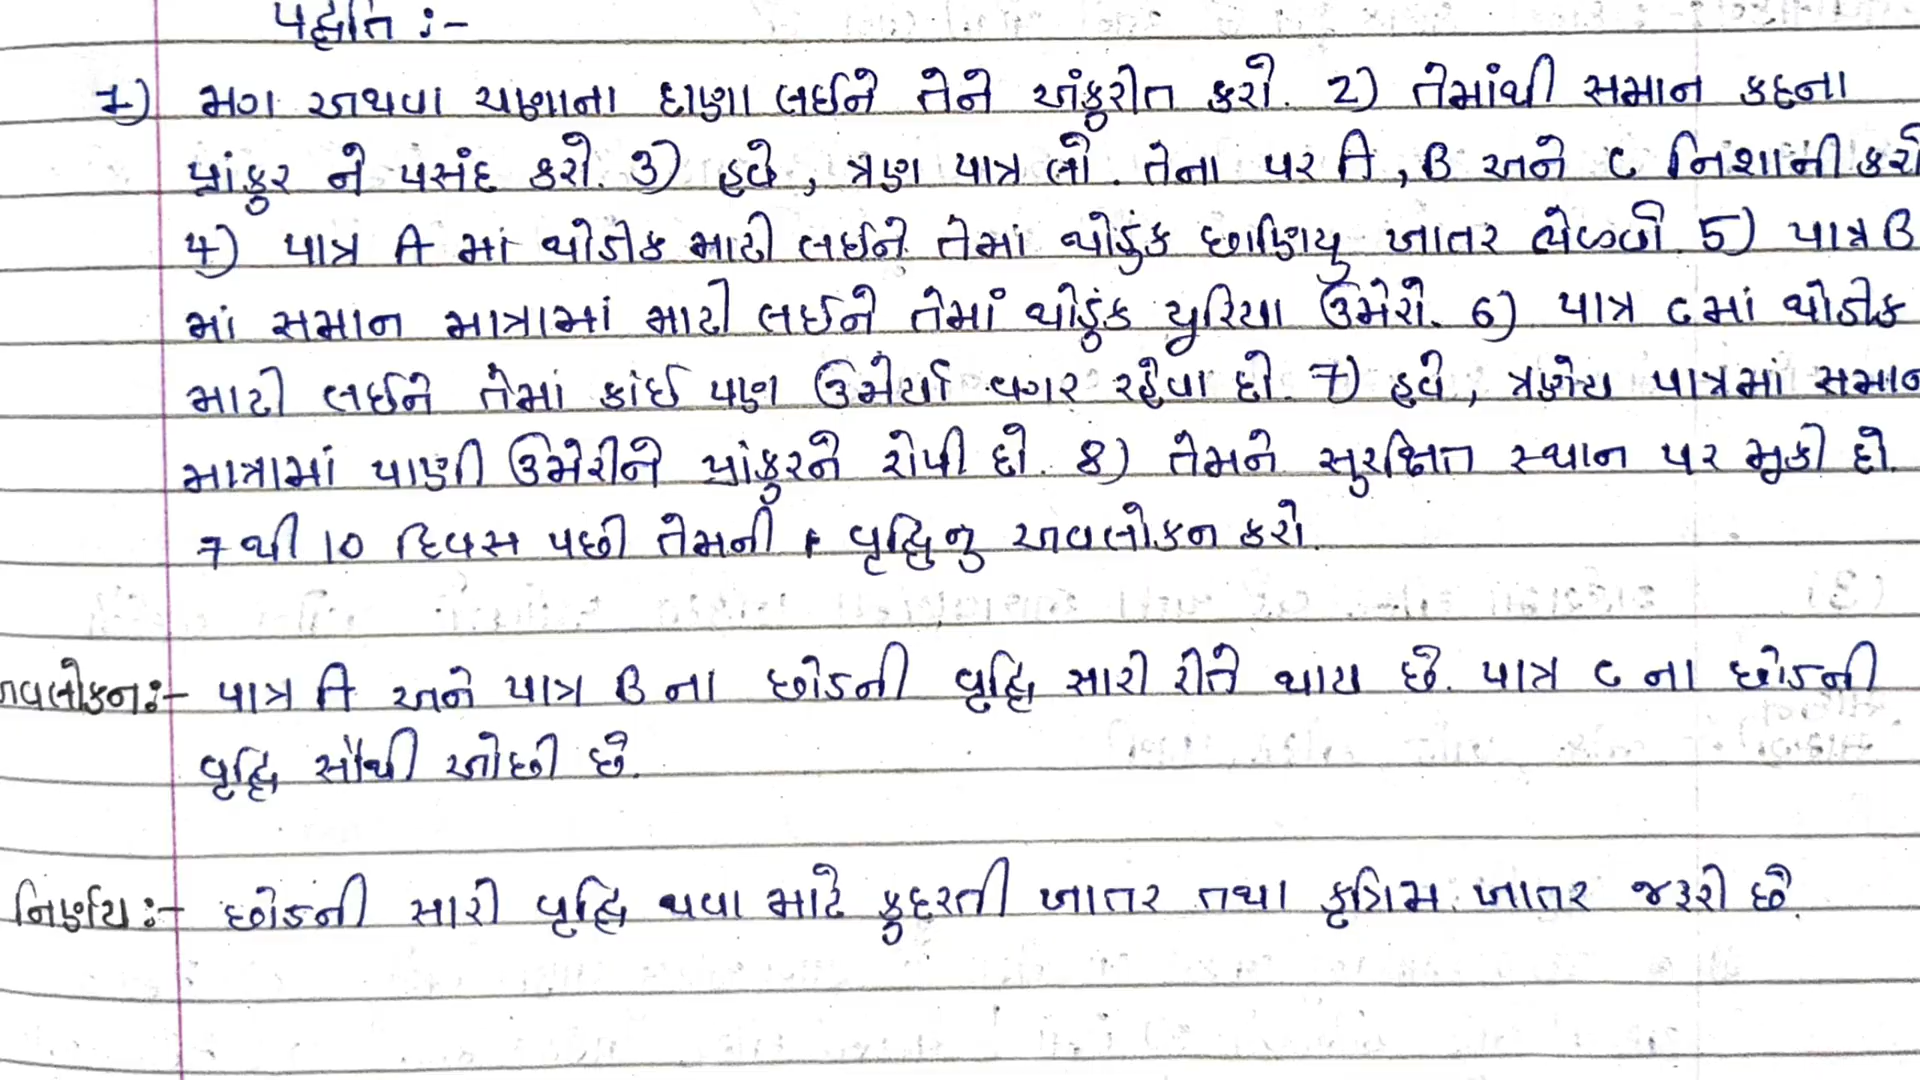 પદ્ધતિ :-
1) મગ અથવા ચણાના દાણા લઈને તેને અંકુરીત કરો. 2) તેમાંથી સમાન કદના
પ્રાંકુર ને પસંદ કરો. 3) હવે, ત્રણ પાત્ર લો. તેના પર A, B અને C નિશાની કરો
4) પાત્ર A માં થોડીક માટી લઈને તેમાં થોડુંક છાણિયુ ખાતર ભેળવો 5) પાત્ર B
માં સમાન માત્રામાં માટી લઈને તેમાં થોડુંક યુરિયા ઉમેરો. 6) પાત્ર C માં થોડીક
માટી લઈને તેમાં કાંઈ પણ ઉમેર્યા વગર રહેવા દો. 7) હવે, ત્રણેય પાત્રમાં સમાન
માત્રામાં પાણી ઉમેરીને પ્રાંકુરને રોપી દો. 8) તેમને સુરક્ષિત સ્થાન પર મૂકી દો.
7 થી 10 દિવસ પછી તેમની વૃદ્ધિનુ અવલોકન કરો.
અવલોકન :- પાત્ર A અને પાત્ર B ના છોડની વૃદ્ધિ સારી રીતે થાય છે. પાત્ર C ના છોડની
વૃદ્ધિ સૌથી ઓછી છે.
નિર્ણય :- છોડની સારી વૃદ્ધિ થવા માટે કુદરતી ખાતર તથા કૃત્રિમ ખાતર જરૂરી છે.